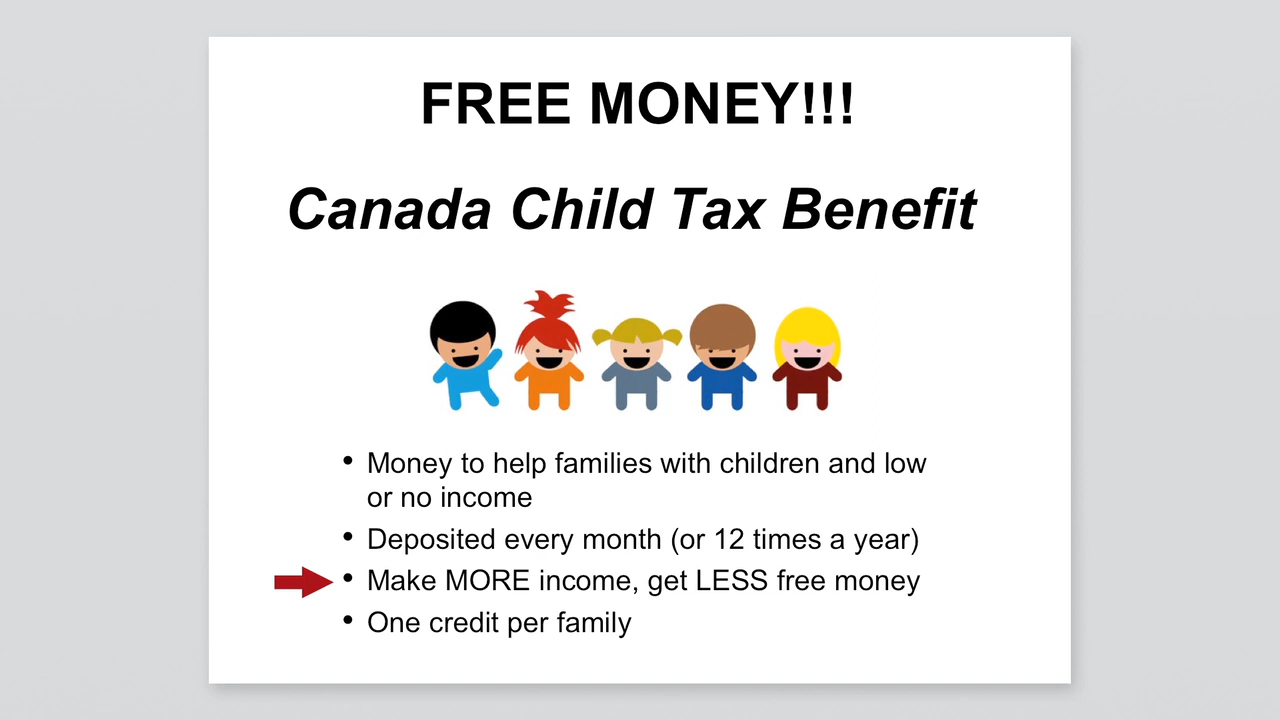 FREE MONEY!!!
Canada Child Tax Benefit
• Money to help families with children and low
or no income
• Deposited every month (or 12 times a year)
• Make MORE income, get LESS free money
• One credit per family